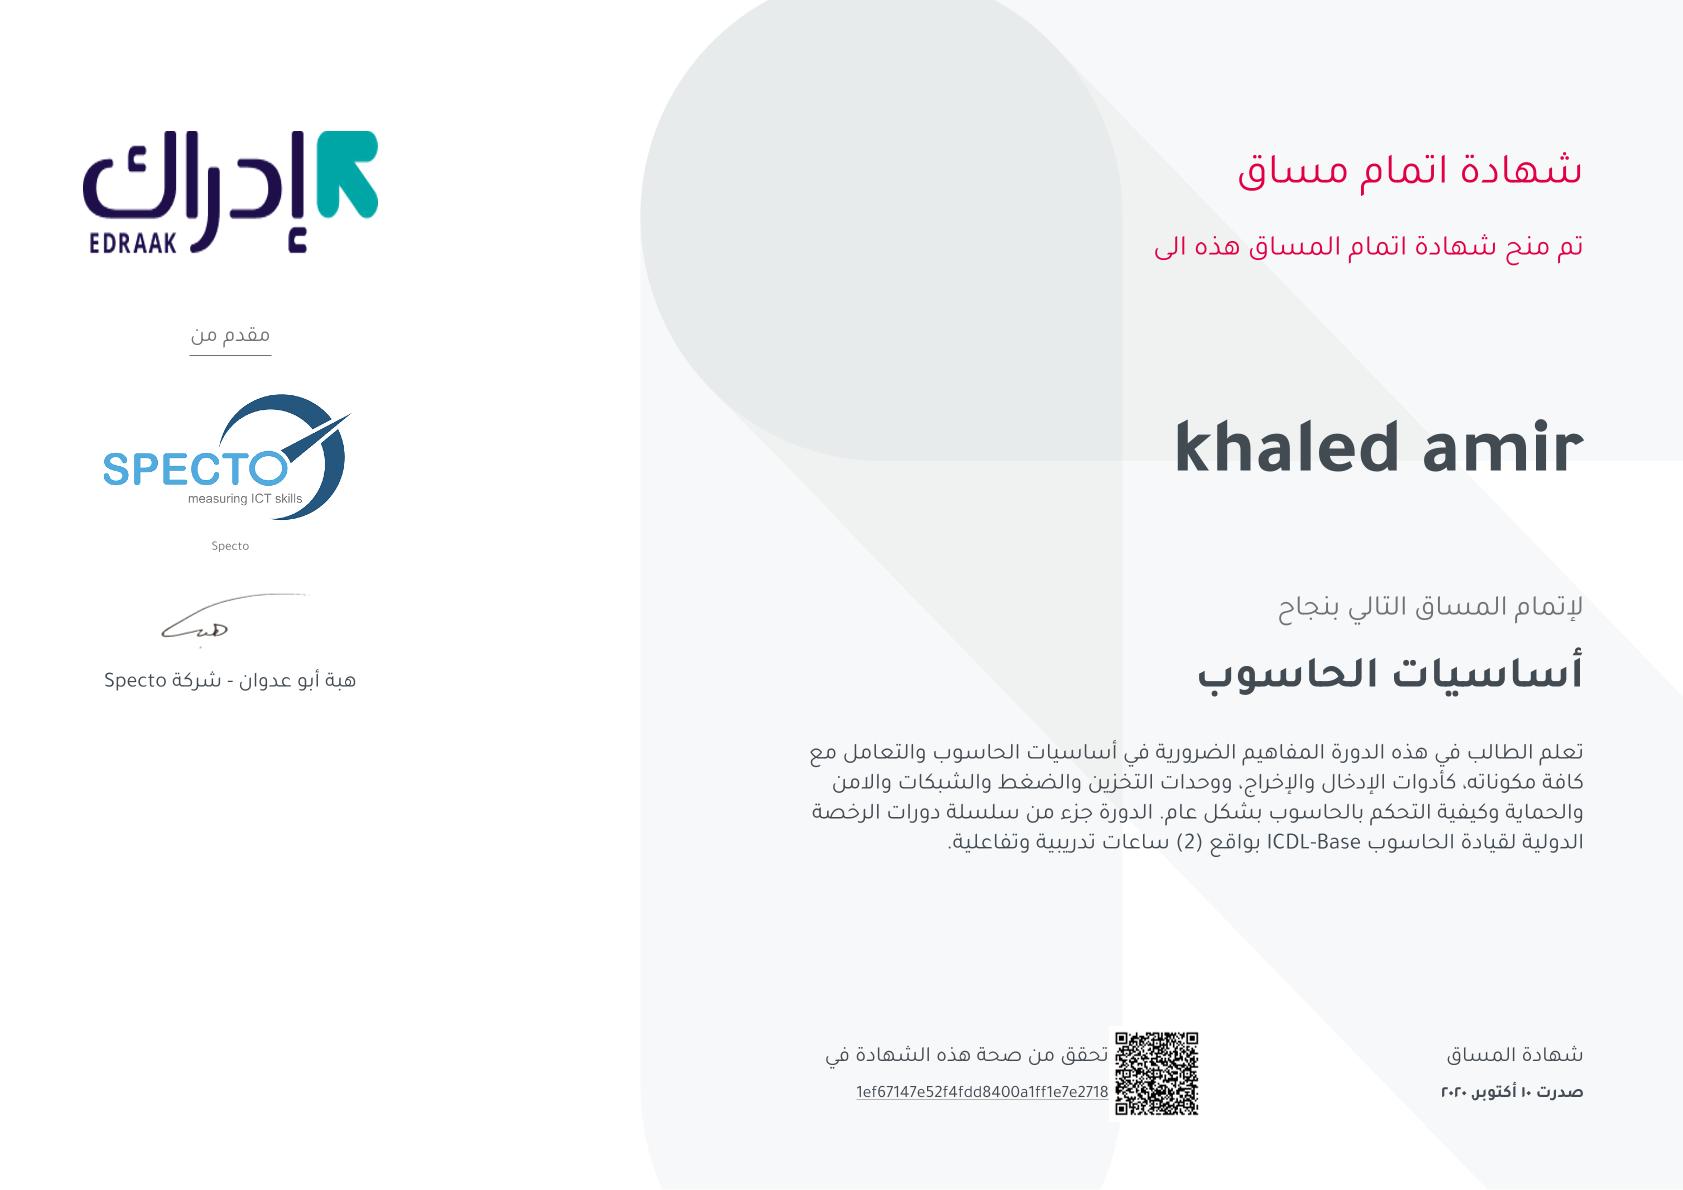 شهادة اتمام مساق
تم منح شهادة اتمام المساق هذه الى
khaled amir
لإتمام المساق التالي بنجاح
أساسيات الحاسوب
تعلم الطالب في هذه الدورة المفاهيم الضرورية في أساسيات الحاسوب والتعامل مع
كافة مكوناته، كأدوات الإدخال والإخراج، ووحدات التخزين والضغط والشبكات والامن
والحماية وكيفية التحكم بالحاسوب بشكل عام. الدورة جزء من سلسلة دورات الرخصة
الدولية لقيادة الحاسوب ICDL-Base بواقع (2) ساعات تدريبية وتفاعلية.
شهادة المساق
صدرت ١٠ أكتوبر, ٢٠٢٠
تحقق من صحة هذه الشهادة في
1ef67147e52f4fdd8400a1ff1e7e2718
إدراك
EDRAAK
مقدم من
SPECTO
measuring ICT skills
Specto
هبة
هبة أبو عدوان - شركة Specto